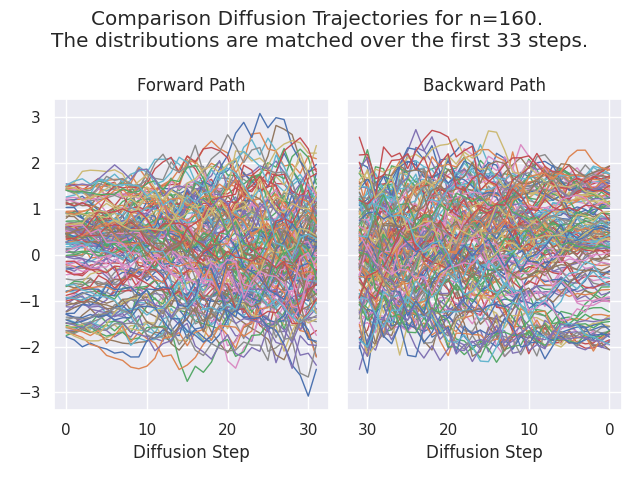 Comparison Diffusion Trajectories for n=160.
The distributions are matched over the first 33 steps.
Forward Path
Backward Path
3
2
1
0
−1
−2
−3
0 10 20 30
30 20 10 0
Diffusion Step
Diffusion Step